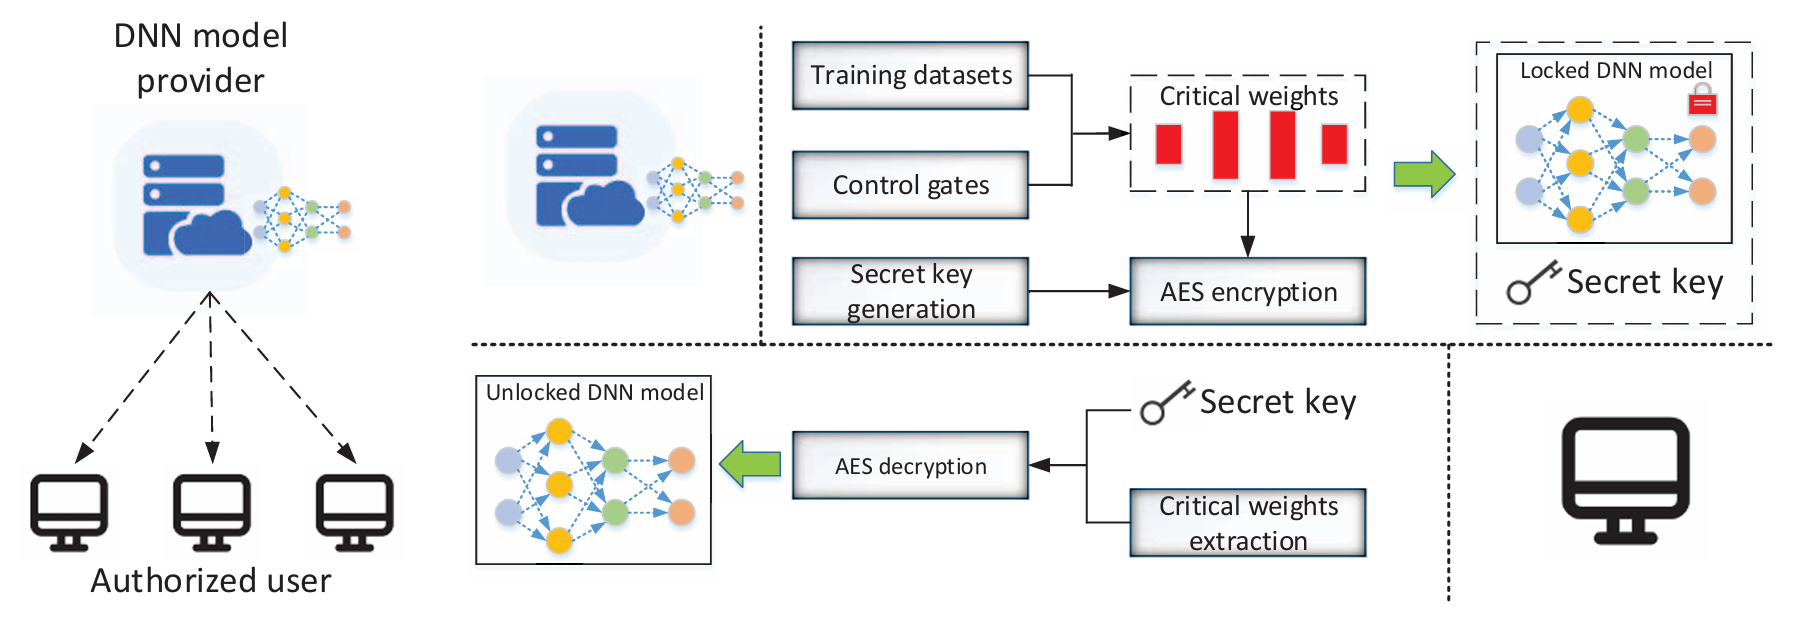 DNN model
provider
Authorized user
Training datasets
Control gates
Secret key
generation
Critical weights
AES encryption
Locked DNN model
Secret key
Unlocked DNN model
AES decryption
Secret key
Critical weights
extraction